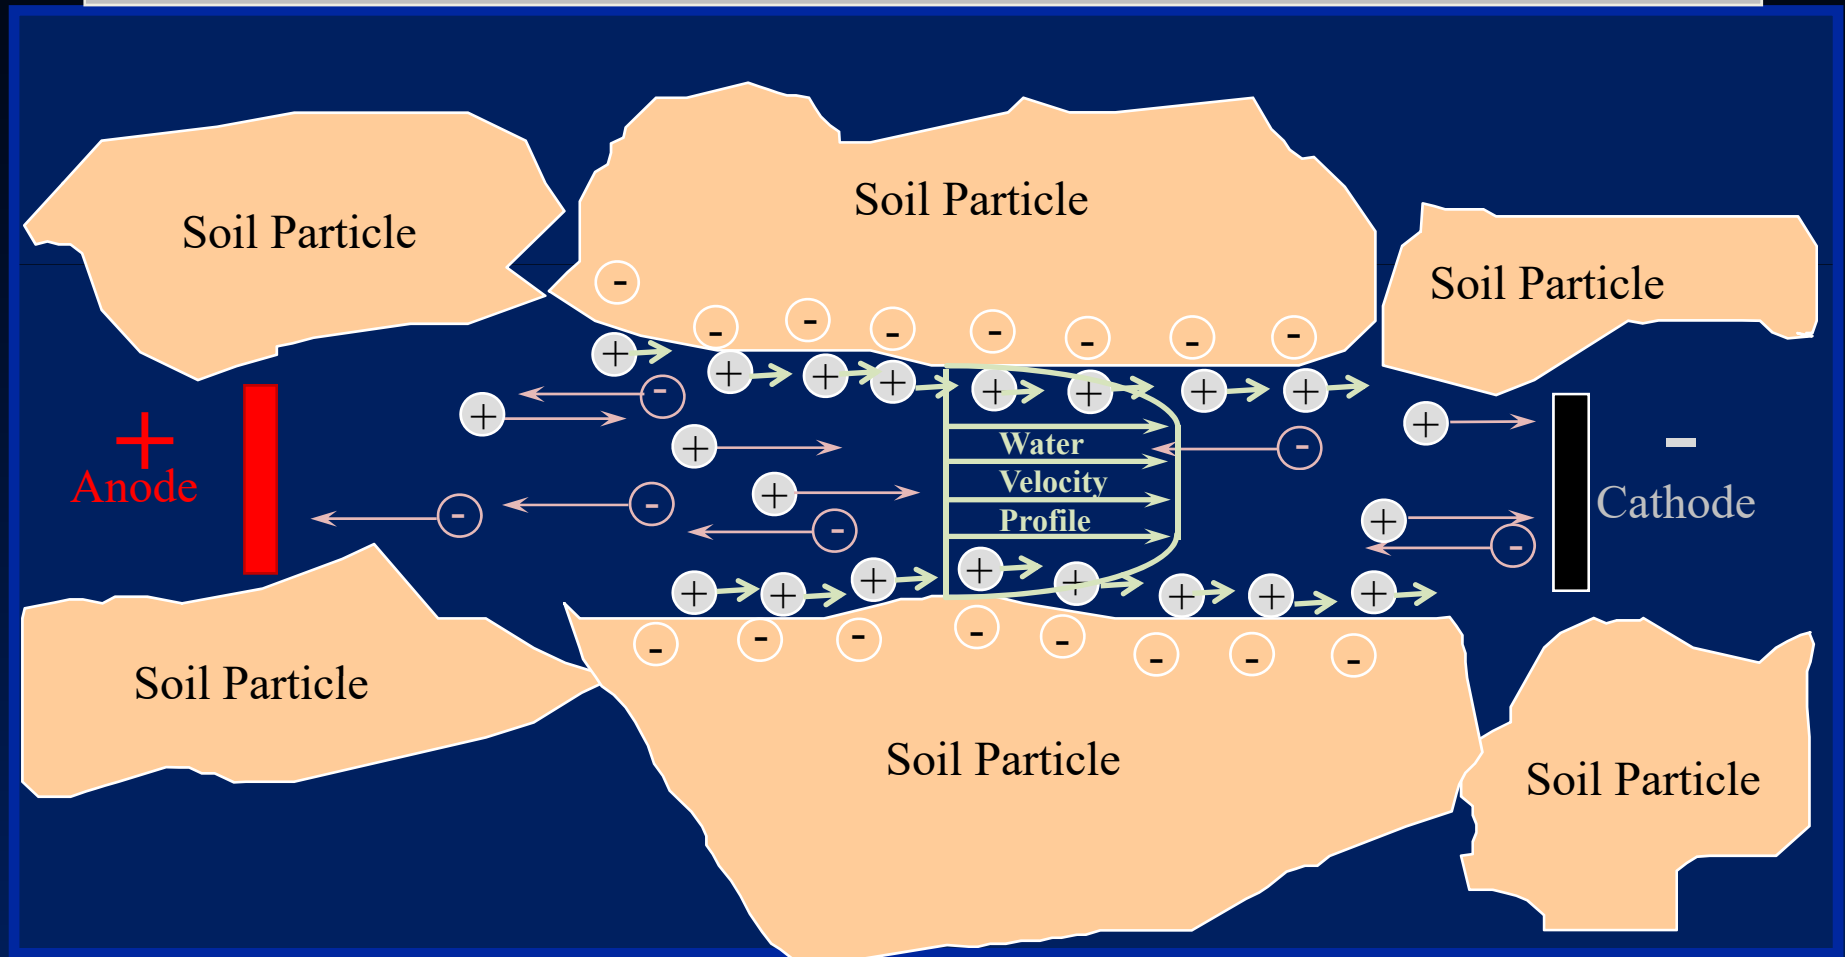 Soil Particle
Soil Particle
Soil Particle
+
Anode
Water
Velocity
Profile
-
Cathode
Soil Particle
Soil Particle
Soil Particle